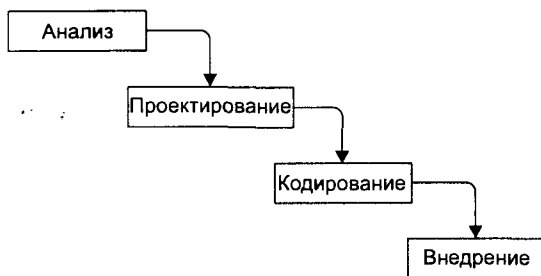 Анализ
Проектирование
Кодирование
Внедрение